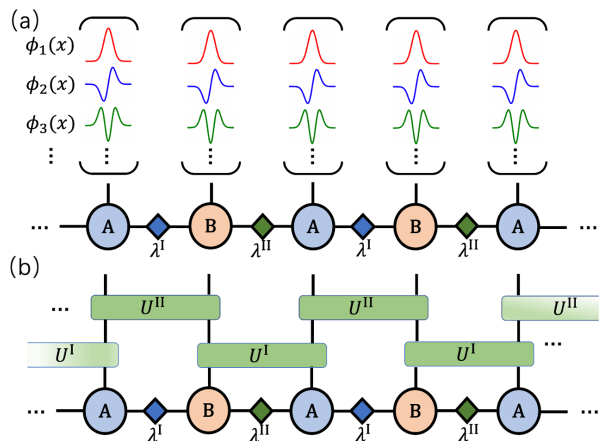 (a)
ϕ₁(x)
ϕ₂(x)
ϕ₃(x)
⋮ ⋮ ⋮ ⋮ ⋮ ⋮
... A B A B A ...
λᴵ λᴵᴵ λᴵ λᴵᴵ
(b)
... Uᴵᴵ Uᴵᴵ Uᴵᴵ
Uᴵ Uᴵ Uᴵ ...
... A B A B A ...
λᴵ λᴵᴵ λᴵ λᴵᴵ